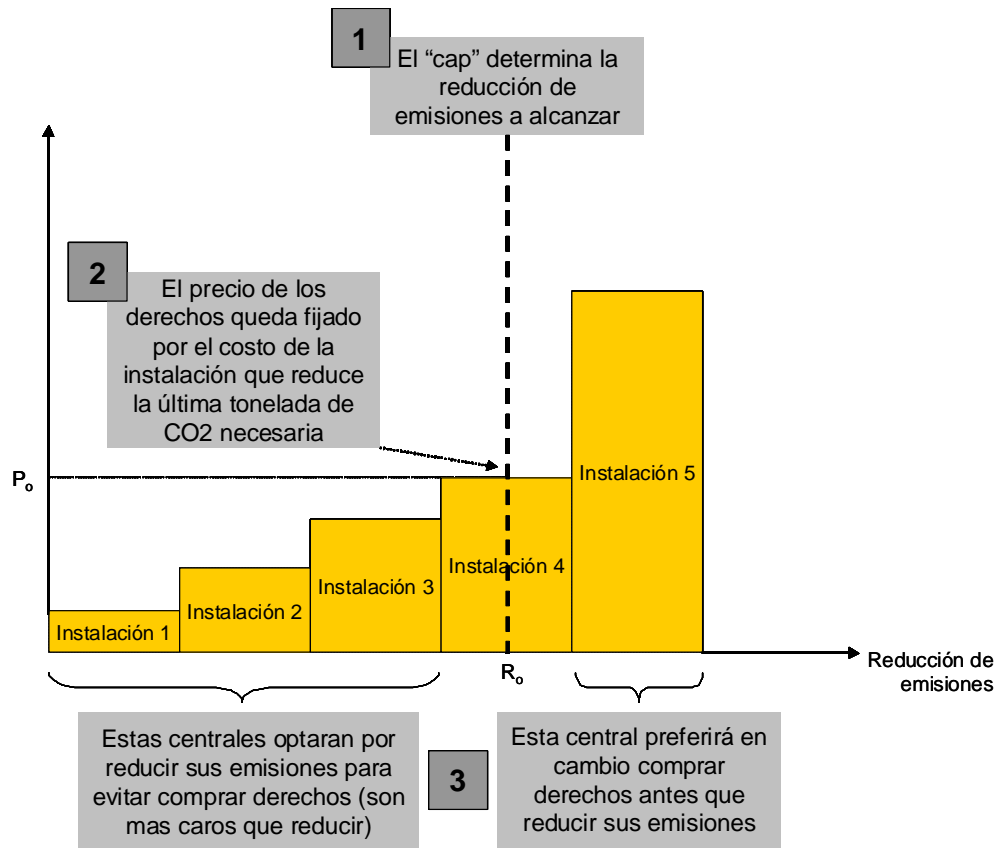 1
El “cap” determina la
reducción de
emisiones a alcanzar
2
El precio de los
derechos queda fijado
por el costo de la
instalación que reduce
la última tonelada de
CO2 necesaria
Po
Instalación 1
Instalación 2
Instalación 3
Instalación 4
Instalación 5
Ro
Reducción de
emisiones
Estas centrales optaran por
reducir sus emisiones para
evitar comprar derechos (son
mas caros que reducir)
3
Esta central preferirá en
cambio comprar
derechos antes que
reducir sus emisiones